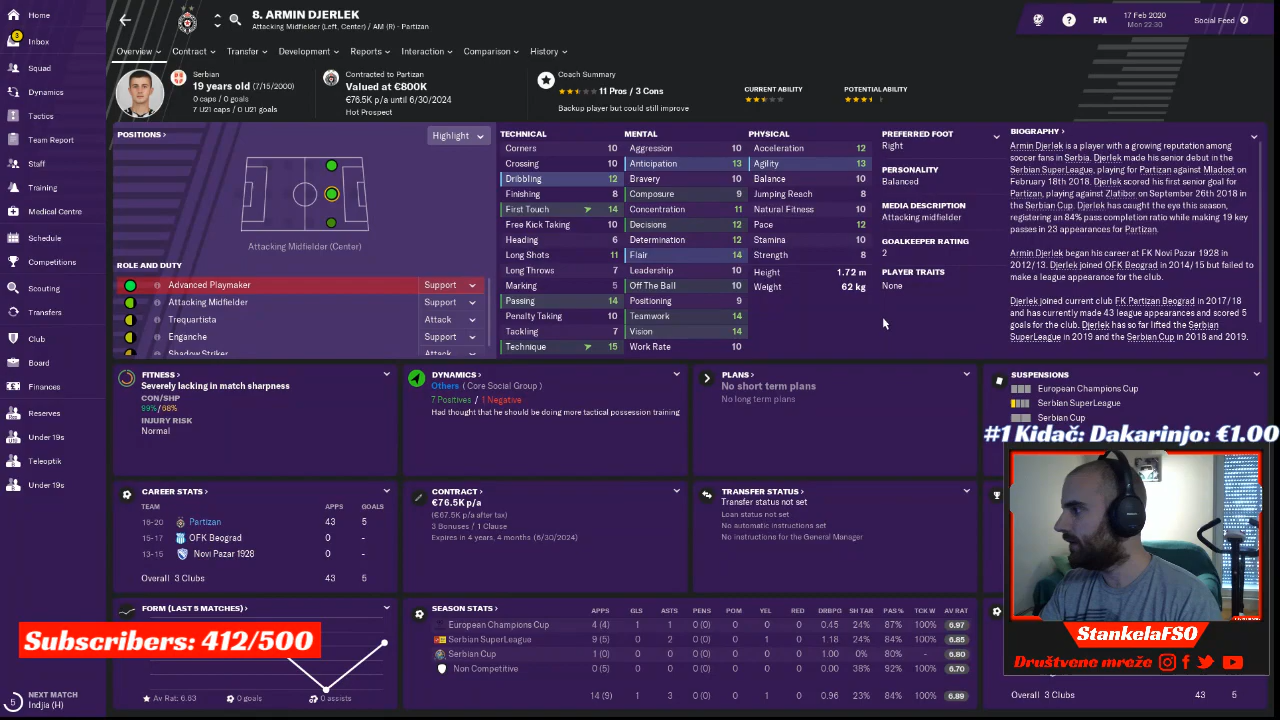 Home
3
Inbox
Squad
Dynamics
Tactics
Team Report
Staff
Training
Medical Centre
Schedule
Competitions
Scouting
Transfers
Club
Board
Finances
Reserves
Under 19s
Teleoptik
Under 19s
5
NEXT MATCH
Indjia (H)
8. ARMIN DJERLEK
Attacking Midfielder (Left, Center) / AM (R) - Partizan
? FM
17 Feb 2020
Mon 22:30
Social Feed
Overview Contract Transfer Development Reports Interaction Comparison History
Serbian
19 years old (7/15/2000)
0 caps / 0 goals
7 U21 caps / 0 U21 goals
Contracted to Partizan
Valued at €800K
€76.5K p/a until 6/30/2024
Hot Prospect
Coach Summary
11 Pros / 3 Cons
Backup player but could still improve
CURRENT ABILITY
POTENTIAL ABILITY
POSITIONS
Highlight
Attacking Midfielder (Center)
ROLE AND DUTY
Advanced Playmaker Support
Attacking Midfielder Support
Trequartista Attack
Enganche Support
Shadow Striker Attack
TECHNICAL
Corners 10
Crossing 10
Dribbling 12
Finishing 8
First Touch 14
Free Kick Taking 10
Heading 6
Long Shots 11
Long Throws 7
Marking 5
Passing 14
Penalty Taking 10
Tackling 7
Technique 15
MENTAL
Aggression 10
Anticipation 13
Bravery 10
Composure 9
Concentration 11
Decisions 12
Determination 12
Flair 14
Leadership 10
Off The Ball 10
Positioning 9
Teamwork 14
Vision 14
Work Rate 10
PHYSICAL
Acceleration 12
Agility 13
Balance 10
Jumping Reach 8
Natural Fitness 10
Pace 12
Stamina 10
Strength 8
Height 1.72 m
Weight 62 kg
PREFERRED FOOT
Right
PERSONALITY
Balanced
MEDIA DESCRIPTION
Attacking midfielder
GOALKEEPER RATING
2
PLAYER TRAITS
None
BIOGRAPHY
Armin Djerlek is a player with a growing reputation among
soccer fans in Serbia. Djerlek made his senior debut in the
Serbian SuperLeague, playing for Partizan against Mladost on
February 18th 2018. Djerlek scored his first senior goal for
Partizan, playing against Zlatibor on September 26th 2018 in
the Serbian Cup. Djerlek has caught the eye this season,
registering an 84% pass completion ratio while making 19 key
passes in 23 appearances for Partizan.
Armin Djerlek began his career at FK Novi Pazar 1928 in
2012/13. Djerlek joined OFK Beograd in 2014/15 but failed to
make a league appearance for the club.
Djerlek joined current club FK Partizan Beograd in 2017/18
and has currently made 43 league appearances and scored 5
goals for the club. Djerlek has so far lifted the Serbian
SuperLeague in 2019 and the Serbian Cup in 2018 and 2019.
FITNESS
Severely lacking in match sharpness
CON/SHP
99%/68%
INJURY RISK
Normal
DYNAMICS
Others ( Core Social Group )
7 Positives / 1 Negative
Had thought that he should be doing more tactical possession training
PLANS
No short term plans
No long term plans
SUSPENSIONS
European Champions Cup
Serbian SuperLeague
Serbian Cup
#1 Kidač: Dakarinjo: €1.00
CAREER STATS
TEAM APPS GOALS
18-20 Partizan 43 5
15-17 OFK Beograd 0 -
13-15 Novi Pazar 1928 0 -
Overall 3 Clubs 43 5
CONTRACT
€76.5K p/a
(€67.5K p/a after tax)
3 Bonuses / 1 Clause
Expires in 4 years, 4 months (6/30/2024)
TRANSFER STATUS
Transfer status not set
Loan status not set
No automatic instructions set
No instructions for the General Manager
FORM (LAST 5 MATCHES)
Subscribers: 412/500
Av Rat: 6.63 0 goals 0 assists
SEASON STATS
APPS GLS ASTS PENS POM YEL RED DRBPG SH TAR PAS% TCK W AV RAT
European Champions Cup 4 (4) 1 1 0 (0) 0 0 0 0.45 24% 87% 100% 6.97
Serbian SuperLeague 9 (5) 0 2 0 (0) 0 1 0 1.18 24% 84% 100% 6.85
Serbian Cup 1 (0) 0 0 0 (0) 0 0 0 1.00 0% 80% - 6.80
Non Competitive 0 (5) 0 0 0 (0) 0 0 0 0.00 38% 92% 100% 6.70
14 (9) 1 3 0 (0) 0 1 0 0.96 23% 84% 100% 6.89
StankelaFSO
Društvene mreže
Overall 3 Clubs 43 5